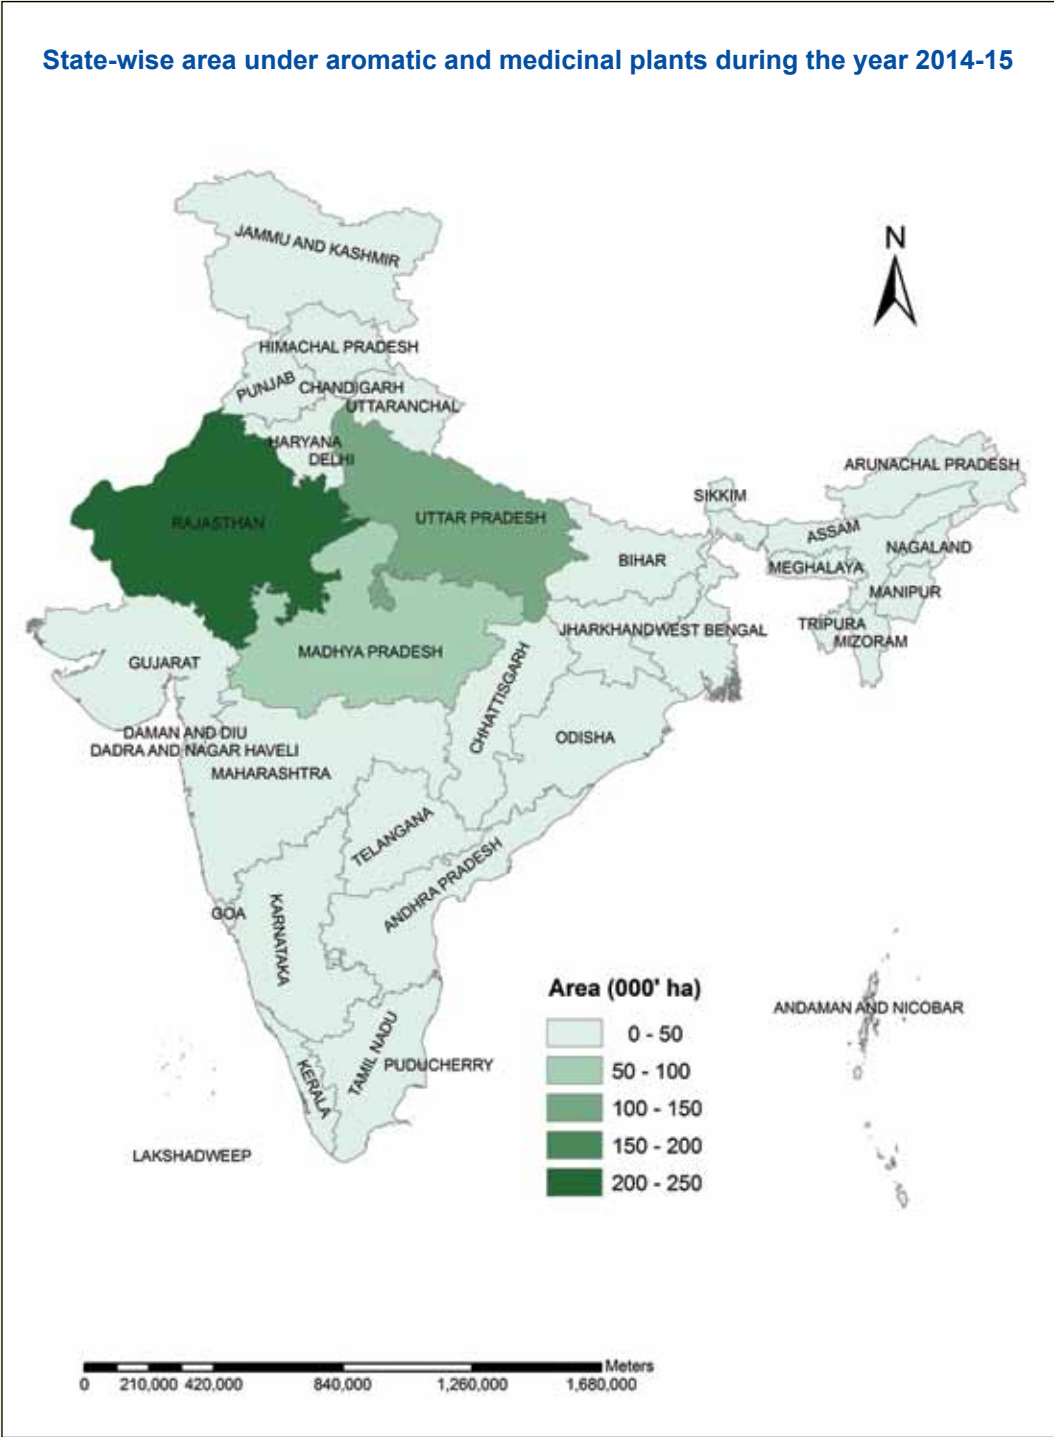 State-wise area under aromatic and medicinal plants during the year 2014-15
N
JAMMU AND KASHMIR
HIMACHAL PRADESH
PUNJAB
CHANDIGARH
UTTARANCHAL
HARYANA
DELHI
ARUNACHAL PRADESH
SIKKIM
RAJASTHAN
UTTAR PRADESH
ASSAM
NAGALAND
BIHAR
MEGHALAYA
MANIPUR
TRIPURA
JHARKHAND
WEST BENGAL
MIZORAM
MADHYA PRADESH
GUJARAT
CHHATTISGARH
DAMAN AND DIU
ODISHA
DADRA AND NAGAR HAVELI
MAHARASHTRA
TELANGANA
ANDHRA PRADESH
GOA
KARNATAKA
ANDAMAN AND NICOBAR
TAMIL NADU
PUDUCHERRY
KERALA
LAKSHADWEEP
Area (000' ha)
0 - 50
50 - 100
100 - 150
150 - 200
200 - 250
Meters
0 210,000 420,000 840,000 1,260,000 1,680,000